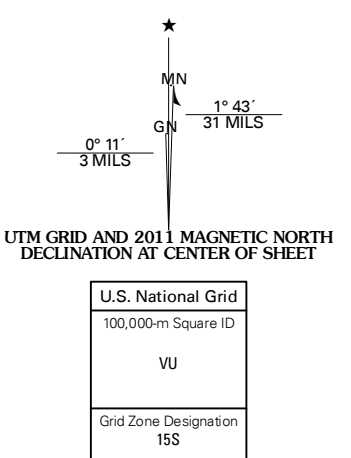 ★
MN
1° 43´
31 MILS
GN
0° 11´
3 MILS
UTM GRID AND 2011 MAGNETIC NORTH
DECLINATION AT CENTER OF SHEET
U.S. National Grid
100,000-m Square ID
VU
Grid Zone Designation
15S